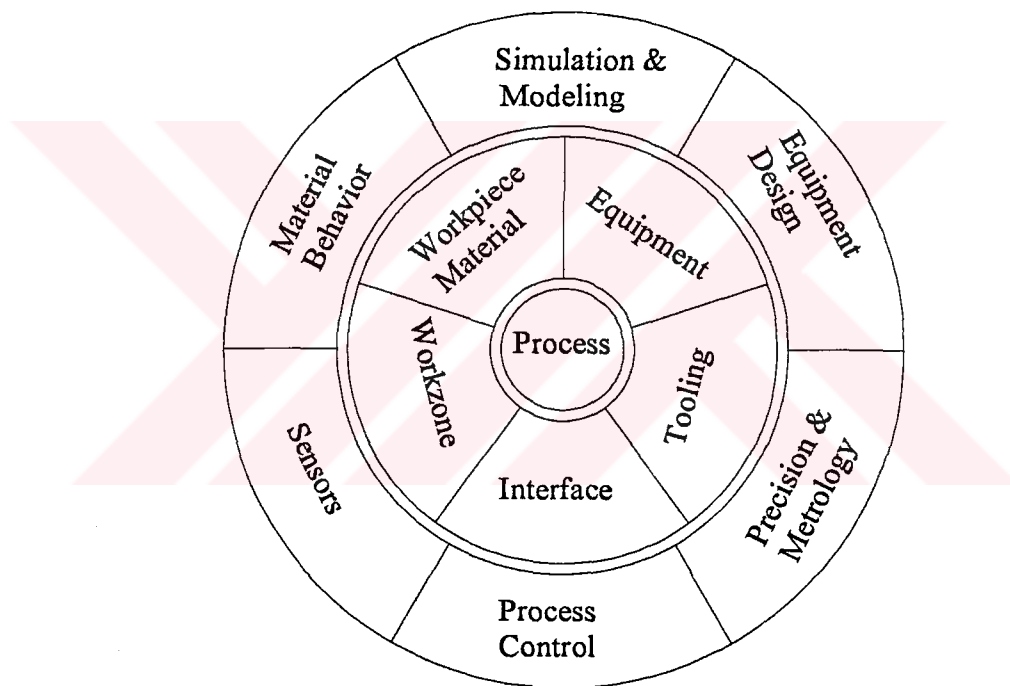 Simulation &
Modeling
Equipment
Design
Precision &
Metrology
Process
Control
Sensors
Material
Behavior
Workpiece
Material
Equipment
Tooling
Interface
Workzone
Process